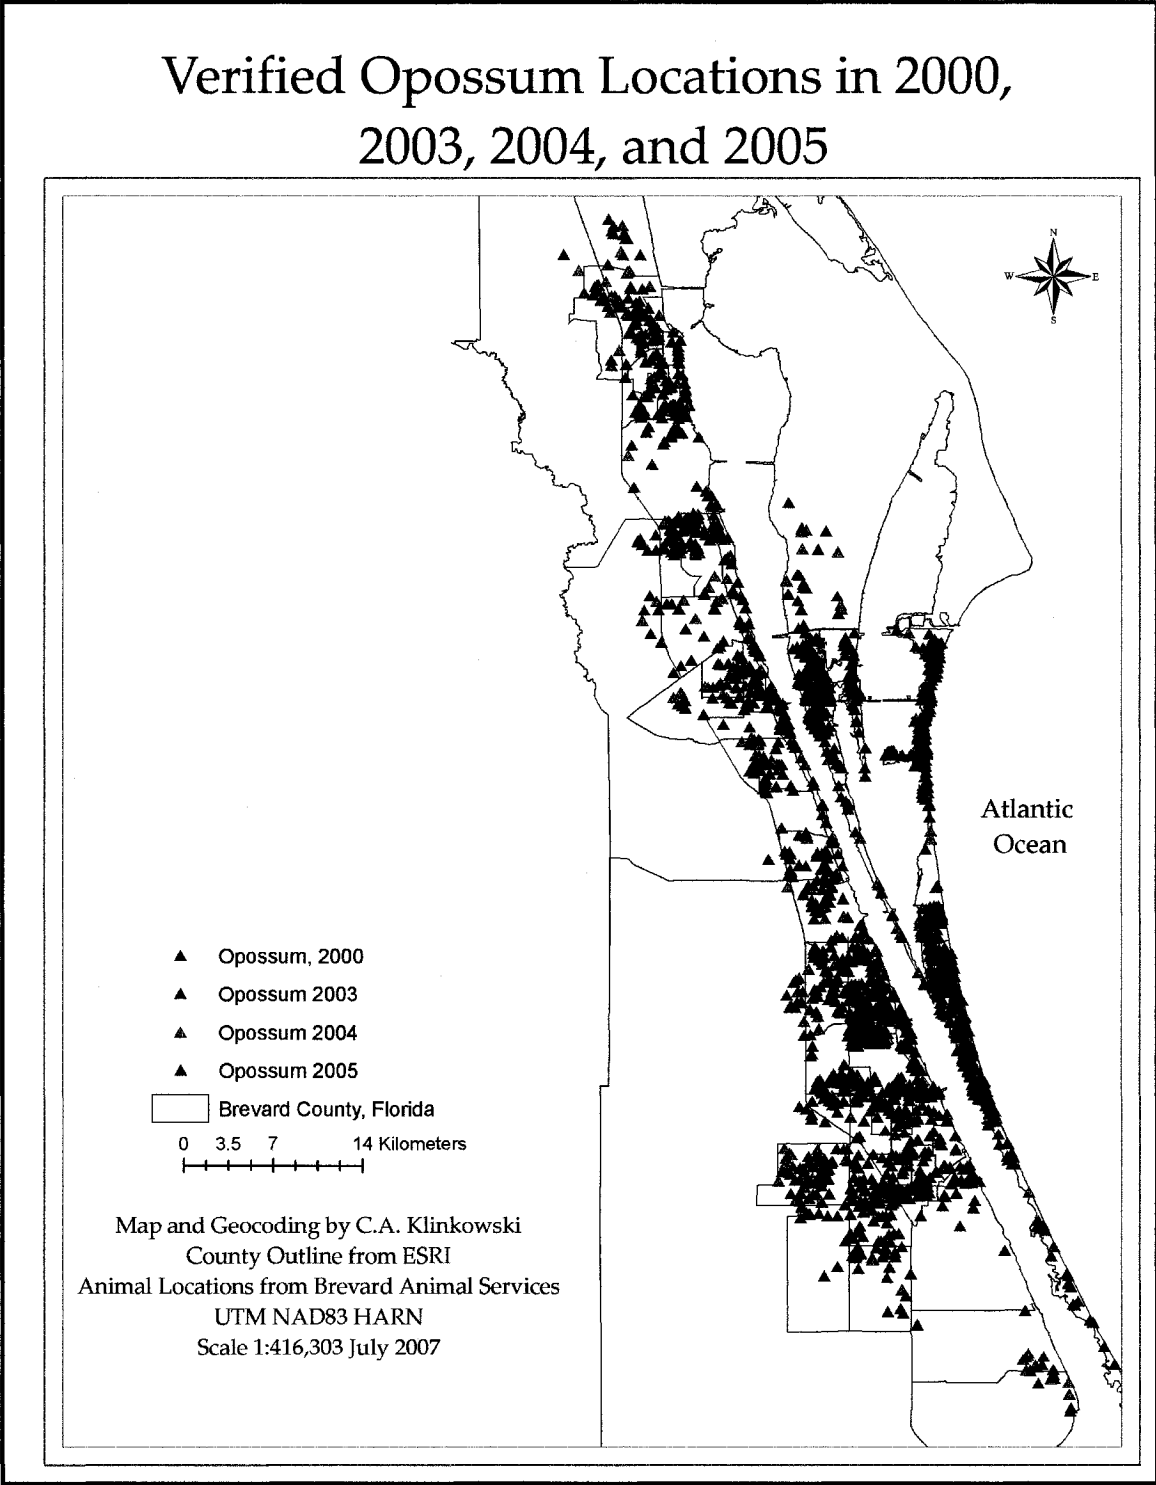 Verified Opossum Locations in 2000,
2003, 2004, and 2005
N
W E
S
Atlantic
Ocean
Opossum, 2000
Opossum 2003
Opossum 2004
Opossum 2005
Brevard County, Florida
0 3.5 7 14 Kilometers
Map and Geocoding by C.A. Klinkowski
County Outline from ESRI
Animal Locations from Brevard Animal Services
UTM NAD83 HARN
Scale 1:416,303 July 2007